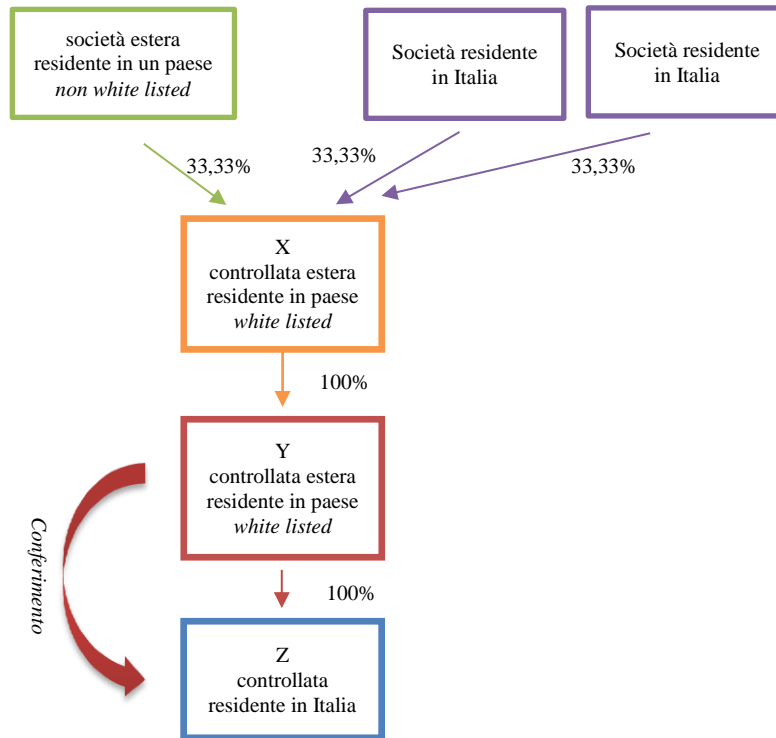 società estera
residente in un paese
non white listed
Società residente
in Italia
Società residente
in Italia
33,33%
33,33%
33,33%
X
controllata estera
residente in paese
white listed
100%
Y
controllata estera
residente in paese
white listed
Conferimento
100%
Z
controllata
residente in Italia